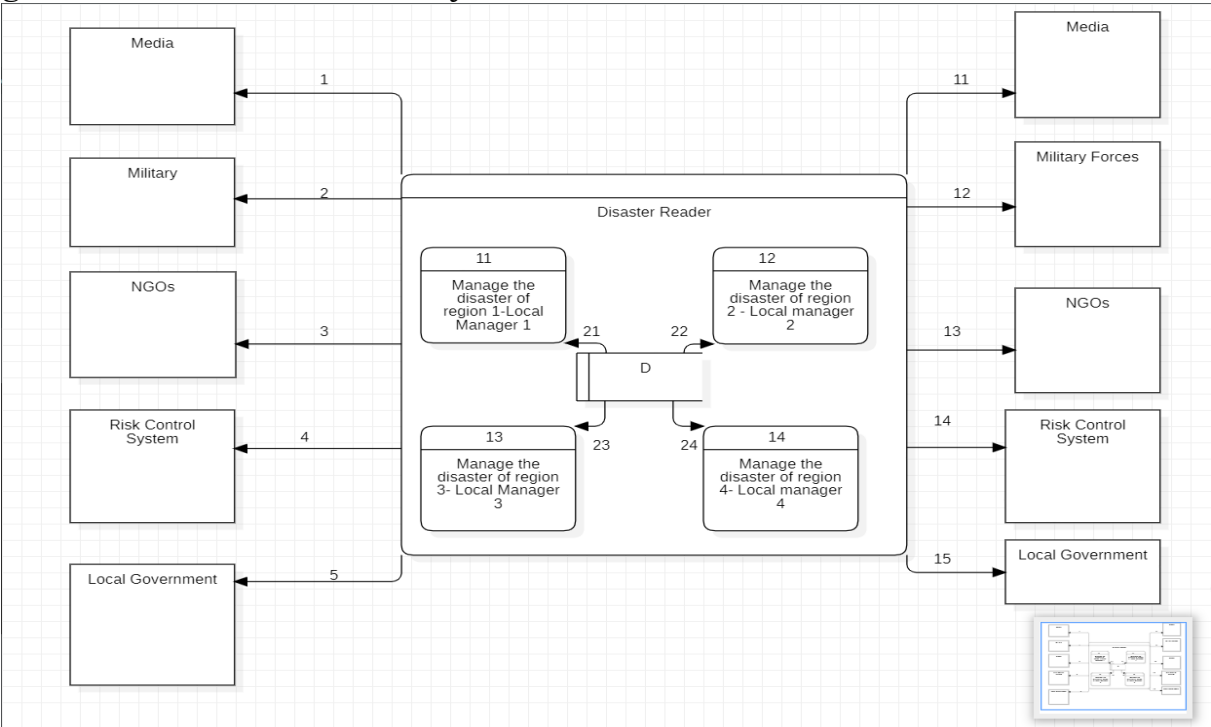 Media
1
Military
2
NGOs
3
Risk Control
System
4
Local Government
5
Disaster Reader
11
Manage the
disaster of
region 1-Local
Manager 1
12
Manage the
disaster of region
2 - Local manager
2
21
22
D
23
24
13
Manage the
disaster of region
3- Local Manager
3
14
Manage the
disaster of region
4- Local manager
4
Media
11
Military Forces
12
NGOs
13
Risk Control
System
14
Local Government
15